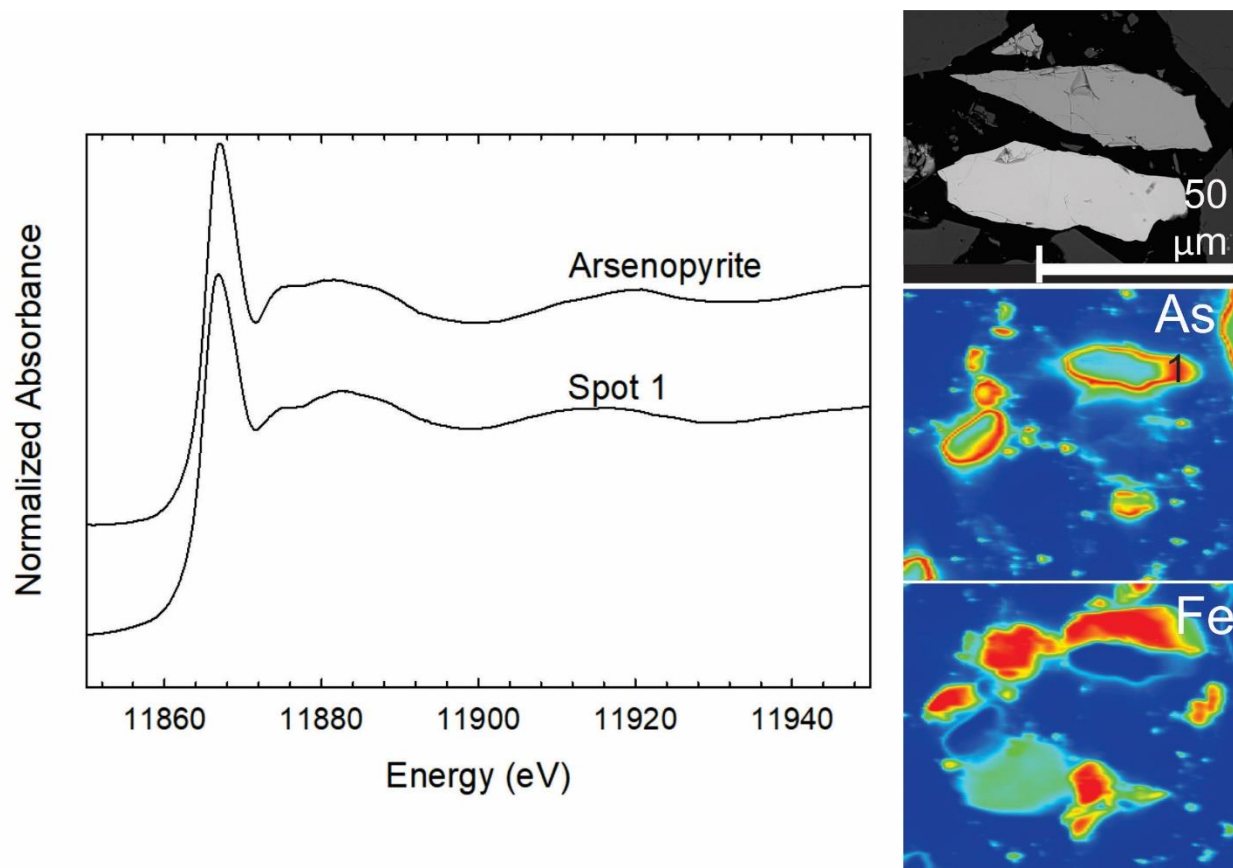 Normalized Absorbance
Arsenopyrite
Spot 1
11860 11880 11900 11920 11940
Energy (eV)
50
µm
As
1
Fe